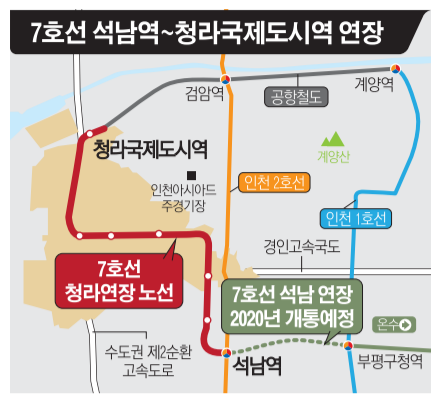 7호선 석남역~청라국제도시역 연장
검암역
공항철도
계양역
청라국제도시역
계양산
인천아시아드
주경기장
인천 2호선
인천 1호선
경인고속국도
7호선
청라연장 노선
7호선 석남 연장
2020년 개통예정
온수
수도권 제2순환
고속도로
석남역
부평구청역